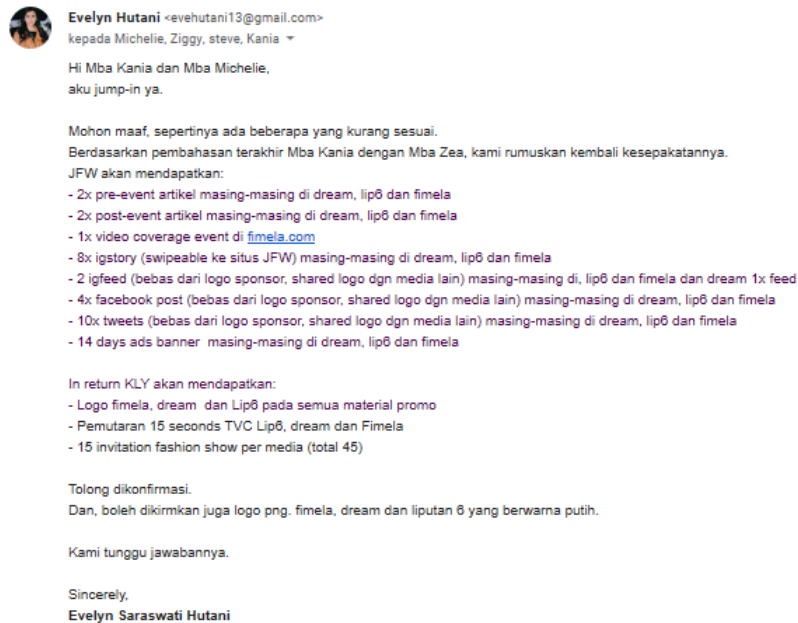 Evelyn Hutani <evehutani13@gmail.com>
kepada Michelie, Ziggy, steve, Kania
Hi Mba Kania dan Mba Michelie,
aku jump-in ya.
Mohon maaf, sepertinya ada beberapa yang kurang sesuai.
Berdasarkan pembahasan terakhir Mba Kania dengan Mba Zea, kami rumuskan kembali kesepakatannya.
JFW akan mendapatkan:
- 2x pre-event artikel masing-masing di dream, lip6 dan fimela
- 2x post-event artikel masing-masing di dream, lip6 dan fimela
- 1x video coverage event di fimela.com
- 8x igstory (swipeable ke situs JFW) masing-masing di dream, lip6 dan fimela
- 2 igfeed (bebas dari logo sponsor, shared logo dgn media lain) masing-masing di, lip6 dan fimela dan dream 1x feed
- 4x facebook post (bebas dari logo sponsor, shared logo dgn media lain) masing-masing di dream, lip6 dan fimela
- 10x tweets (bebas dari logo sponsor, shared logo dgn media lain) masing-masing di dream, lip6 dan fimela
- 14 days ads banner  masing-masing di dream, lip6 dan fimela
In return KLY akan mendapatkan:
- Logo fimela, dream  dan Lip6 pada semua material promo
- Pemutaran 15 seconds TVC Lip6, dream dan Fimela
- 15 invitation fashion show per media (total 45)
Tolong dikonfirmasi.
Dan, boleh dikirmkan juga logo png. fimela, dream dan liputan 6 yang berwarna putih.
Kami tunggu jawabannya.
Sincerely,
Evelyn Saraswati Hutani